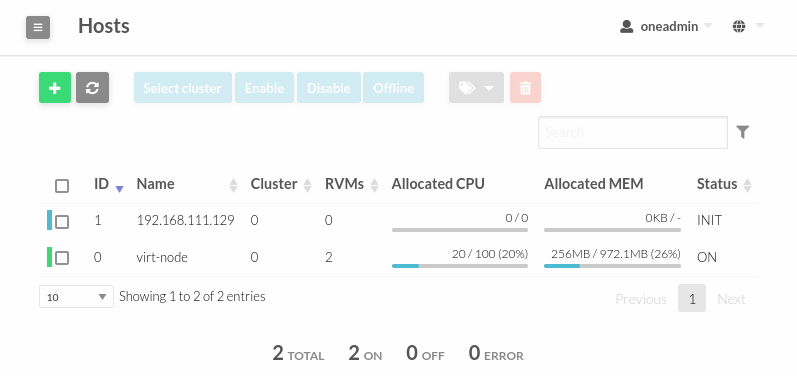 Hosts
oneadmin
Select cluster Enable Disable Offline
Search
ID Name Cluster RVMs Allocated CPU Allocated MEM Status
1 192.168.111.129 0 0 0 / 0 0KB / - INIT
0 virt-node 0 2 20 / 100 (20%) 256MB / 972.1MB (26%) ON
10 Showing 1 to 2 of 2 entries Previous 1 Next
2 TOTAL 2 ON 0 OFF 0 ERROR